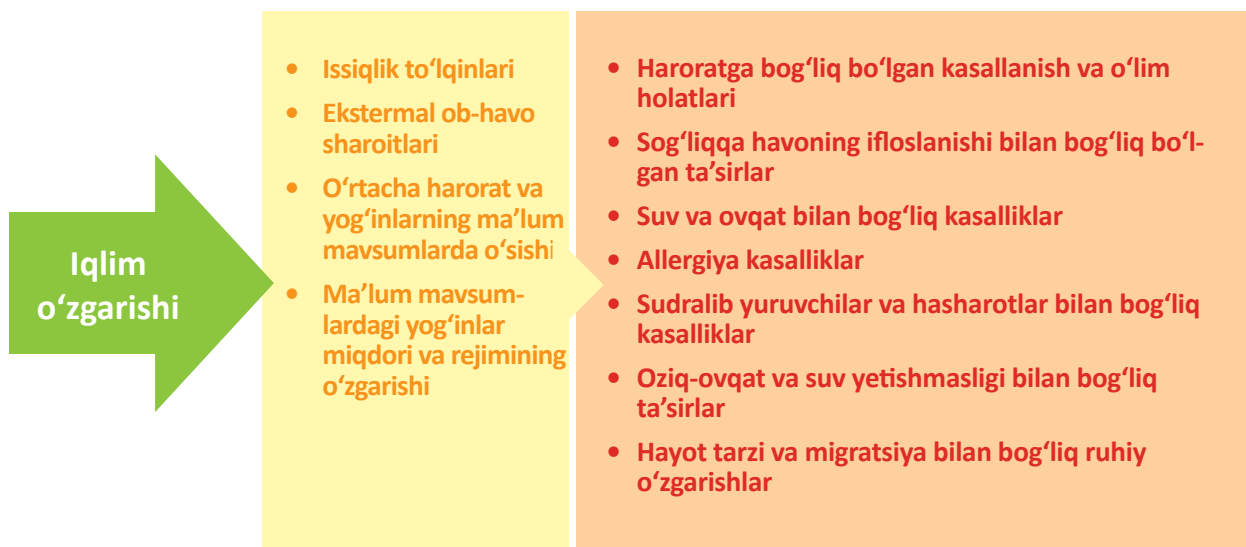 Iqlim
o‘zgarishi
• Issiqlik to‘lqinlari
• Ekstermal ob-havo
sharoitlari
• O‘rtacha harorat va
yog‘inlarning ma’lum
mavsumlarda o‘sishi
• Ma’lum mavsum-
lardagi yog‘inlar
miqdori va rejimining
o‘zgarishi
• Haroratga bog‘liq bo‘lgan kasallanish va o‘lim
holatlari
• Sog‘liqqa havoning ifloslanishi bilan bog‘liq bo‘l-
gan ta’sirlar
• Suv va ovqat bilan bog‘liq kasalliklar
• Allergiya kasalliklar
• Sudralib yuruvchilar va hasharotlar bilan bog‘liq
kasalliklar
• Oziq-ovqat va suv yetishmasligi bilan bog‘liq
ta’sirlar
• Hayot tarzi va migratsiya bilan bog‘liq ruhiy
o‘zgarishlar